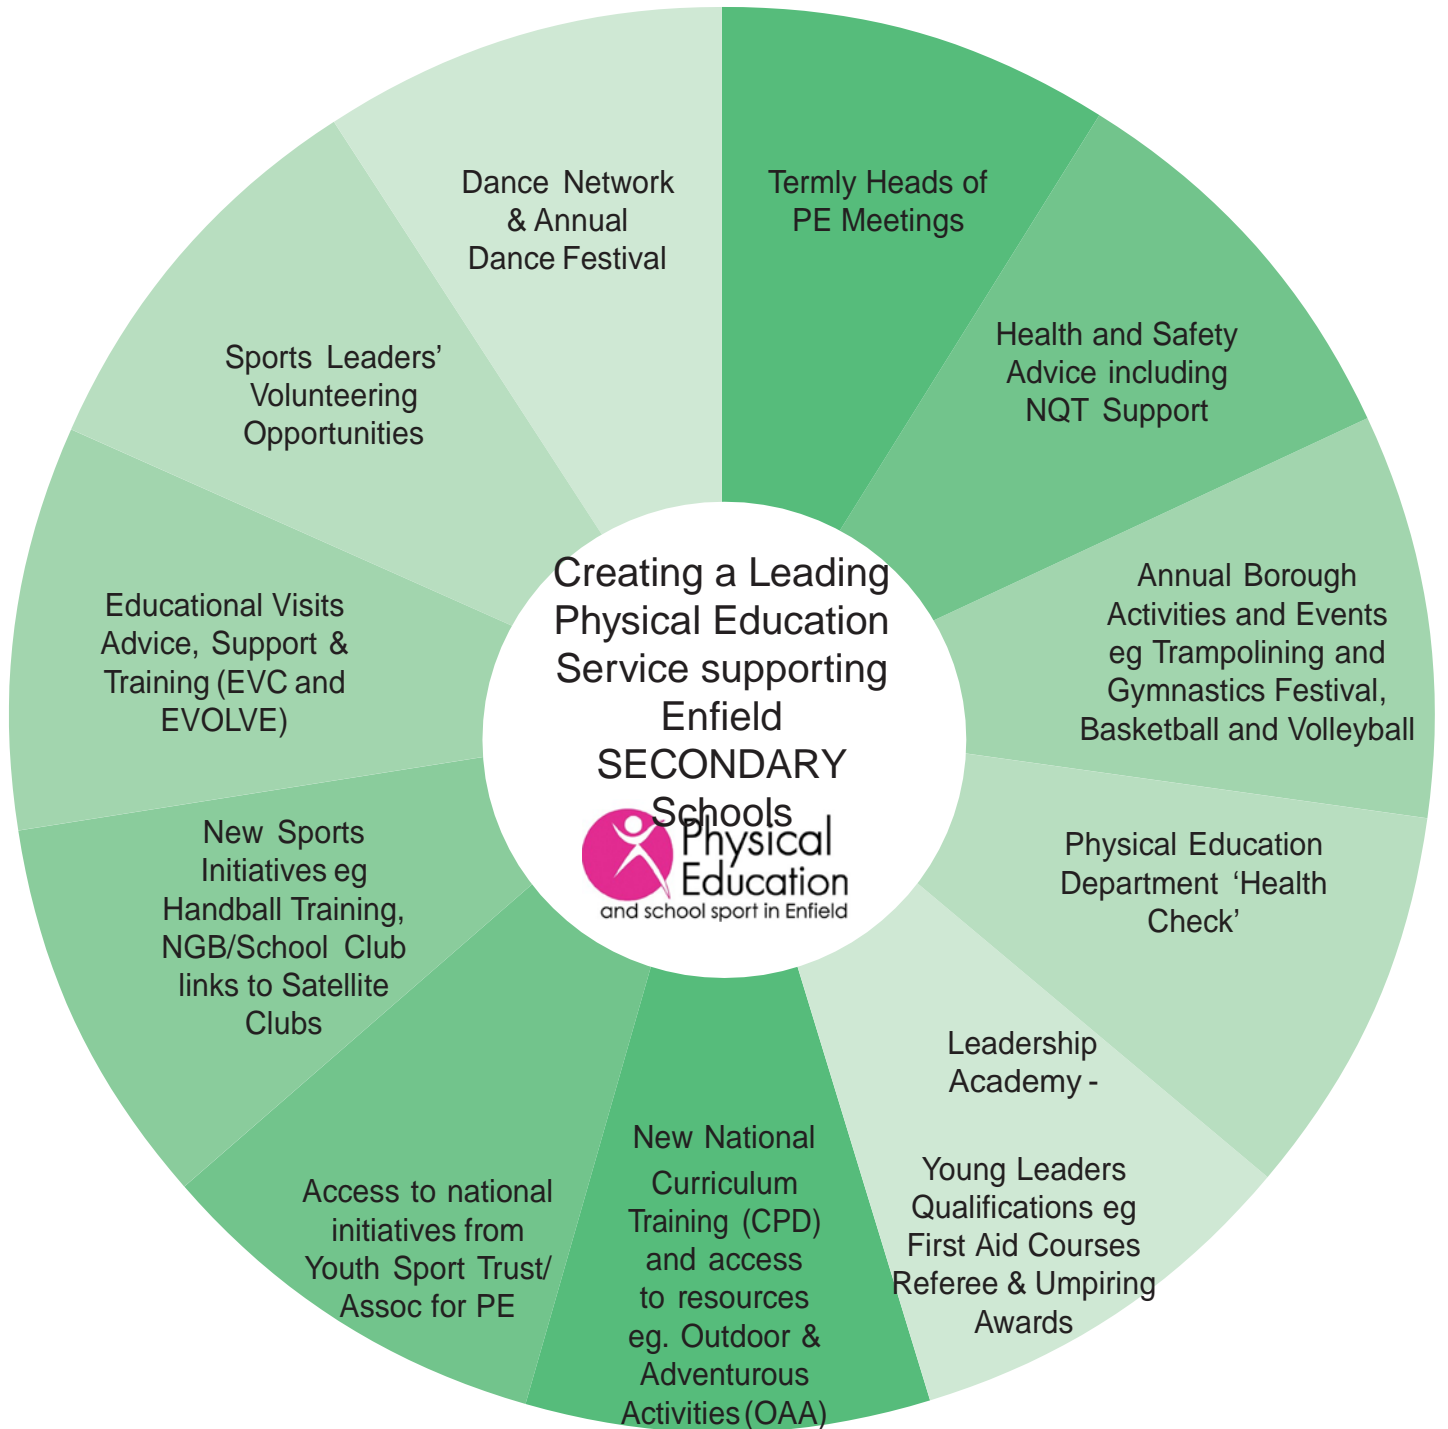 Dance Network
& Annual
Dance Festival
Termly Heads of
PE Meetings
Health and Safety
Advice including
NQT Support
Annual Borough
Activities and Events
eg Trampolining and
Gymnastics Festival,
Basketball and Volleyball
Physical Education
Department ‘Health
Check’
Leadership
Academy -
Young Leaders
Qualifications eg
First Aid Courses
Referee & Umpiring
Awards
New National
Curriculum
Training (CPD)
and access
to resources
eg. Outdoor &
Adventurous
Activities (OAA)
Access to national
initiatives from
Youth Sport Trust/
Assoc for PE
New Sports
Initiatives eg
Handball Training,
NGB/School Club
links to Satellite
Clubs
Educational Visits
Advice, Support &
Training (EVC and
EVOLVE)
Sports Leaders’
Volunteering
Opportunities
Creating a Leading
Physical Education
Service supporting
Enfield
SECONDARY
Schools
Physical
Education
and school sport in Enfield